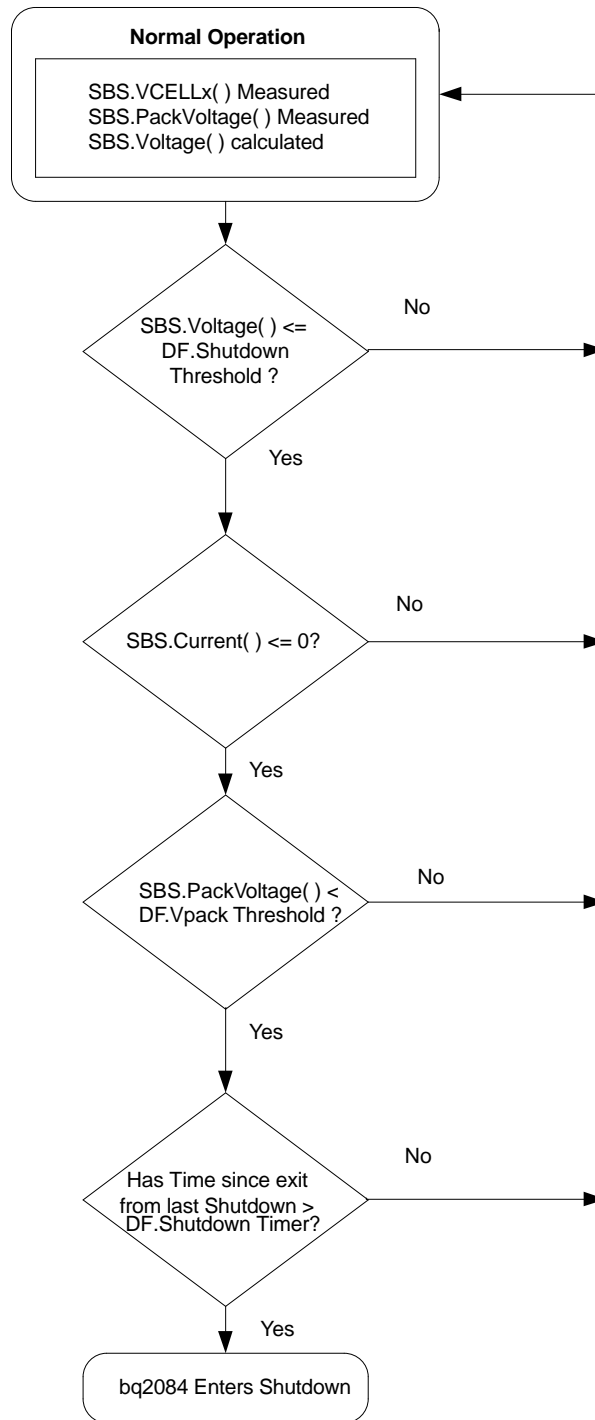 Normal Operation
SBS.VCELLx( ) Measured
SBS.PackVoltage( ) Measured
SBS.Voltage( ) calculated
SBS.Voltage( ) <=
DF.Shutdown
Threshold ?
No
Yes
SBS.Current( ) <= 0?
No
Yes
SBS.PackVoltage( ) <
DF.Vpack Threshold ?
No
Yes
Has Time since exit
from last Shutdown >
DF.Shutdown Timer?
No
Yes
bq2084 Enters Shutdown